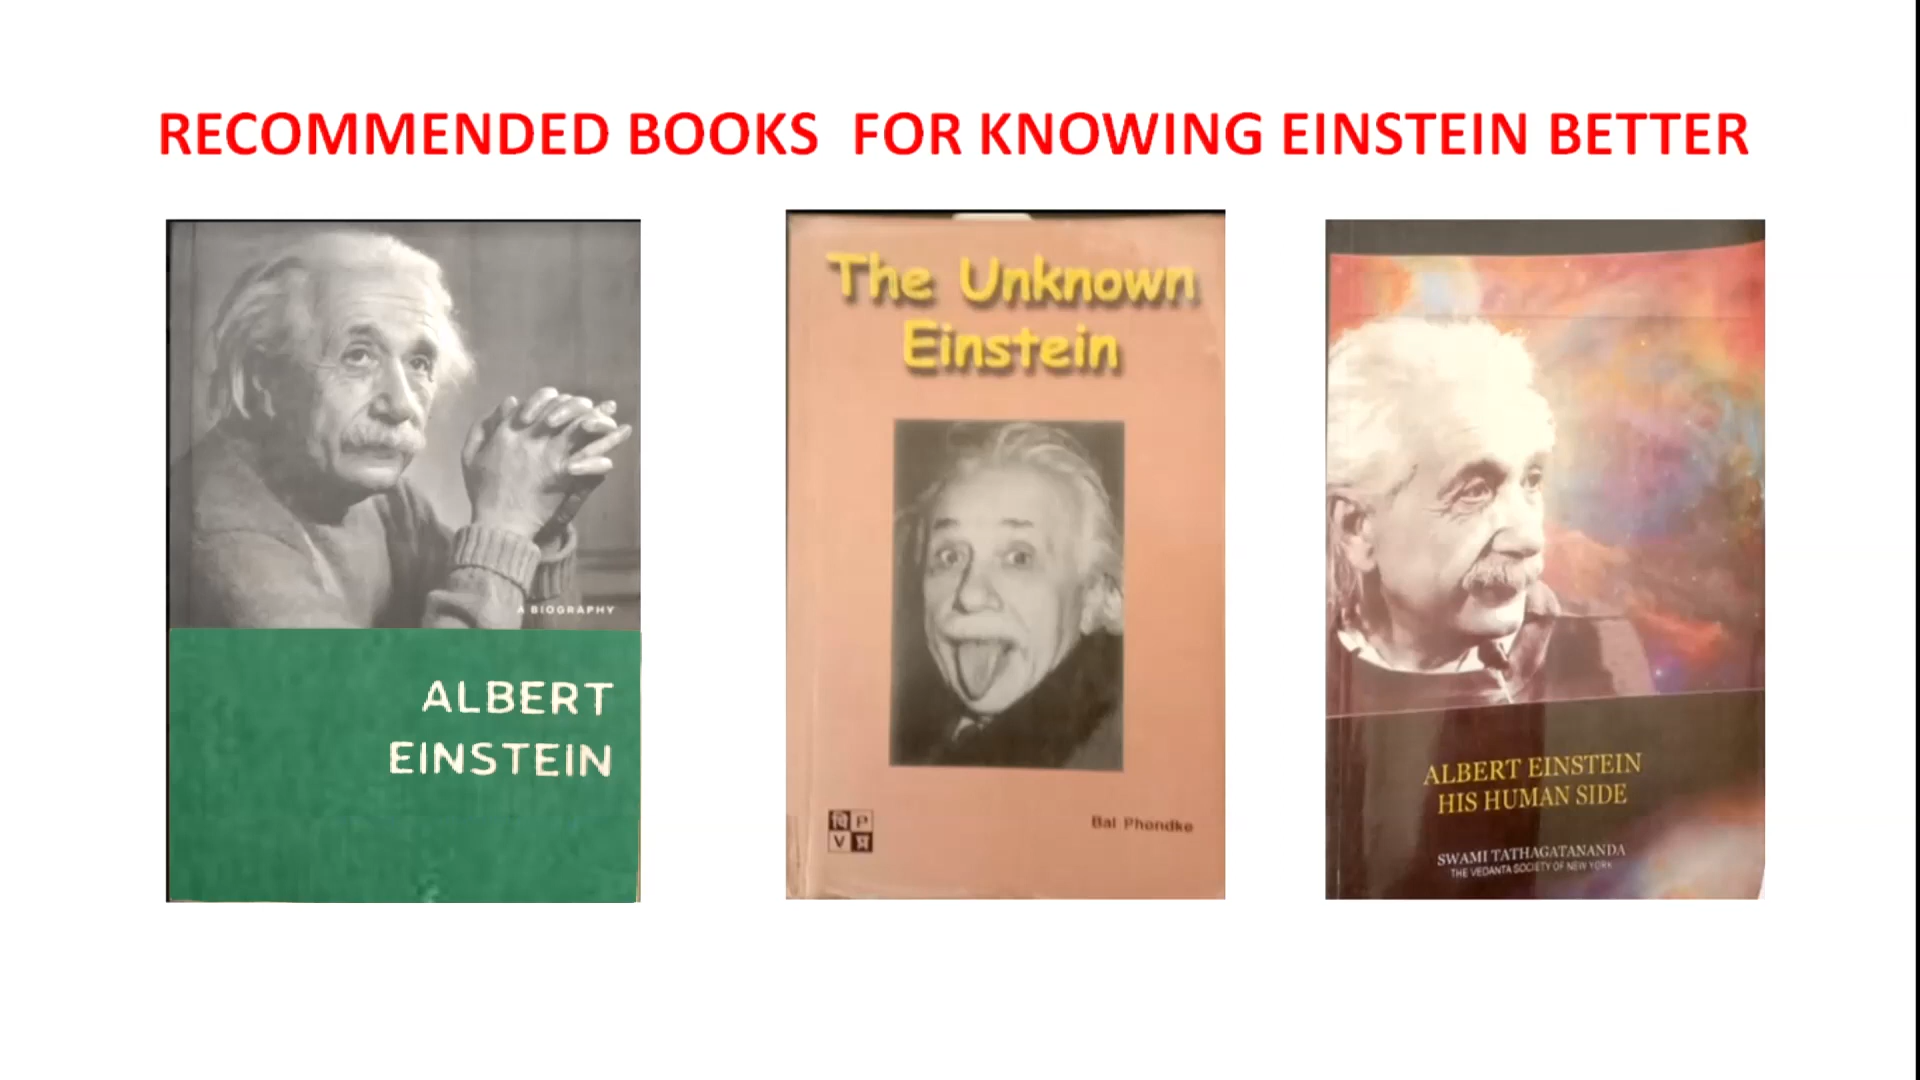 RECOMMENDED BOOKS FOR KNOWING EINSTEIN BETTER
A BIOGRAPHY
ALBERT
EINSTEIN
The Unknown
Einstein
वि P
V प्र
Bal Phondke
ALBERT EINSTEIN
HIS HUMAN SIDE
SWAMI TATHAGATANANDA
THE VEDANTA SOCIETY OF NEW YORK